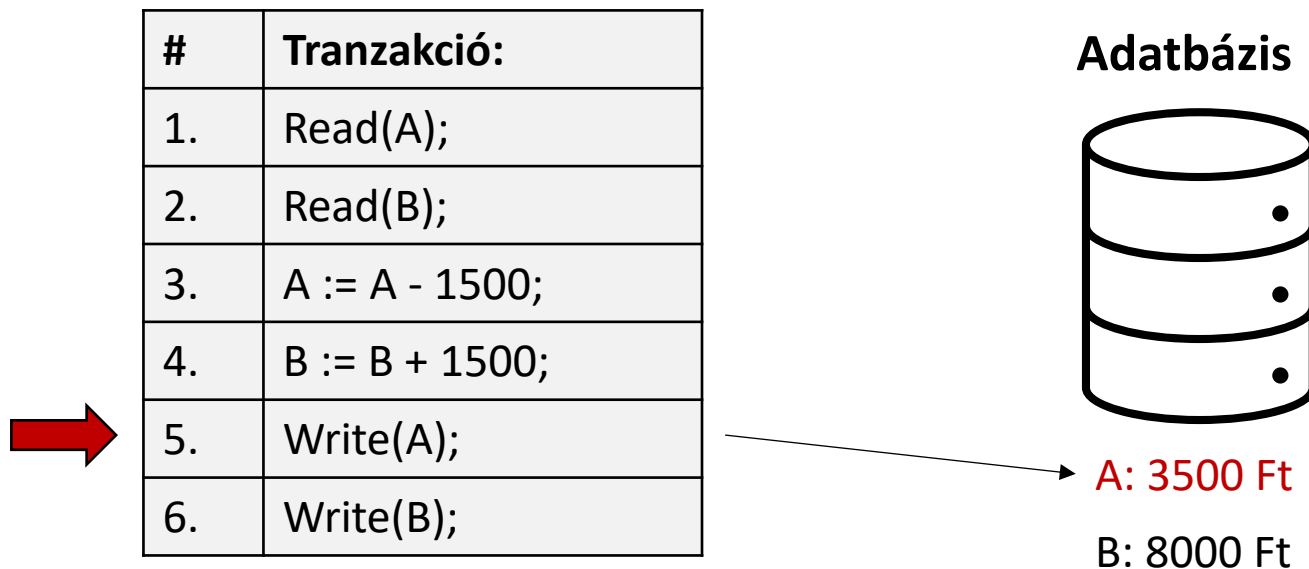 # Tranzakció:
1. Read(A);
2. Read(B);
3. A := A - 1500;
4. B := B + 1500;
5. Write(A);
6. Write(B);
Adatbázis
A: 3500 Ft
B: 8000 Ft